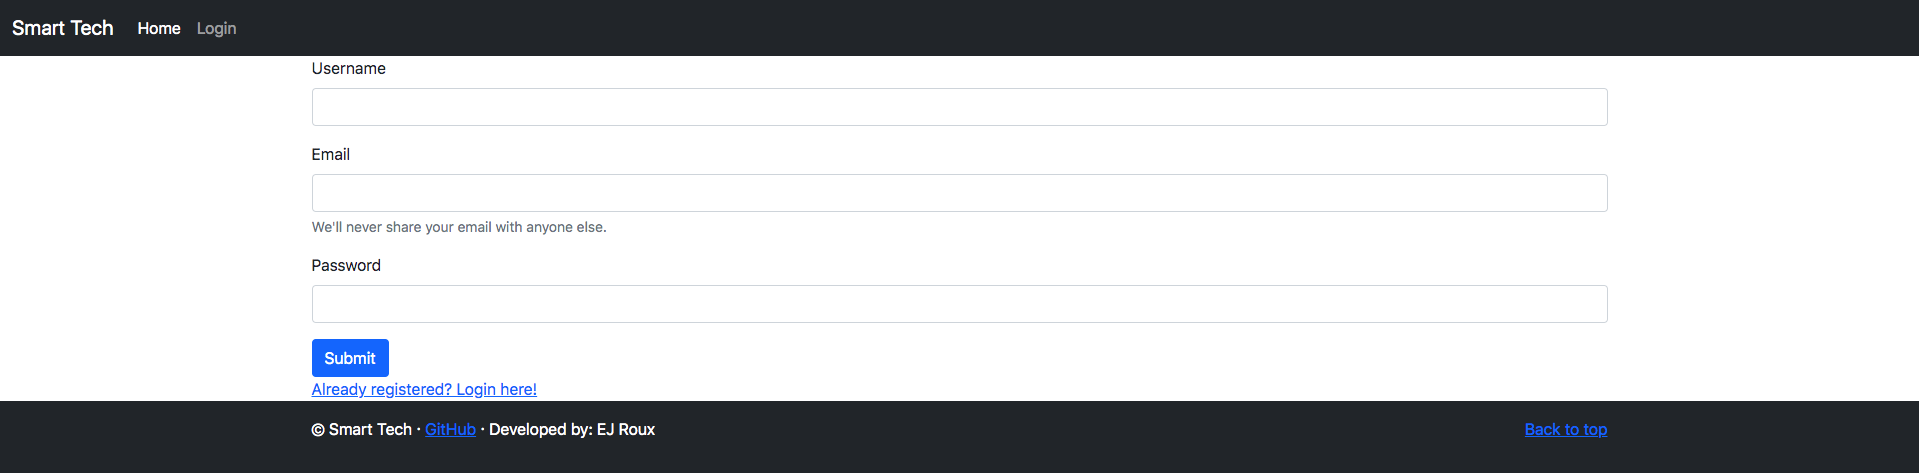 Smart Tech Home Login
Username
Email
We'll never share your email with anyone else.
Password
Submit
Already registered? Login here!
© Smart Tech · GitHub · Developed by: EJ Roux Back to top